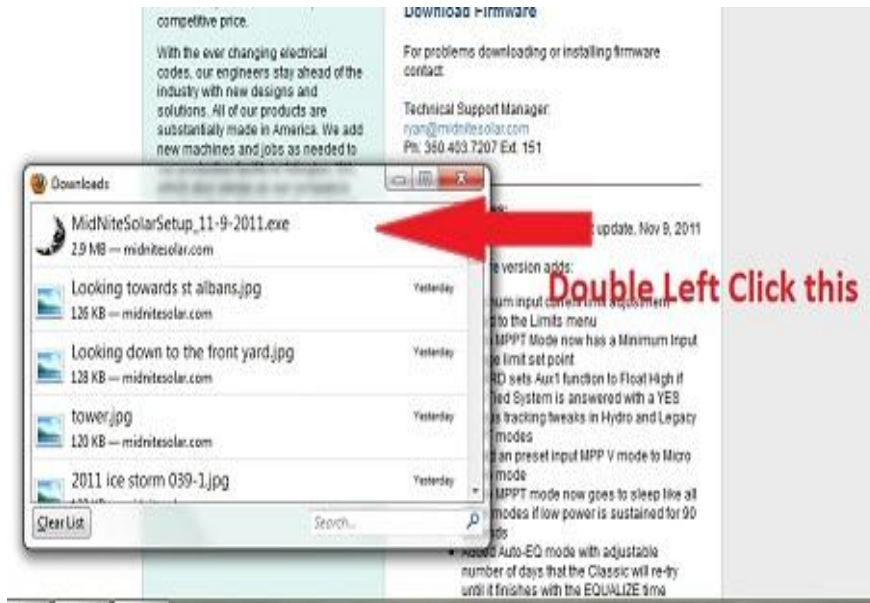 competitive price.
With the ever changing electrical
codes, our engineers stay ahead of the
industry with new designs and
solutions. All of our products are
substantially made in America. We add
new machines and jobs as needed to
Download Firmware
For problems downloading or installing firmware
contact:
Technical Support Manager:
ryan@midnitesolar.com
Ph: 360.403.7207 Ext. 151
Downloads
MidNiteSolarSetup_11-9-2011.exe
2.9 MB — midnitesolar.com
Looking towards st albans.jpg
Yesterday
126 KB — midnitesolar.com
Looking down to the front yard.jpg
Yesterday
128 KB — midnitesolar.com
tower.jpg
Yesterday
120 KB — midnitesolar.com
2011 ice storm 039-1.jpg
Yesterday
Clear List
Search...
Double Left Click this
update, Nov 9, 2011
version adds:
input current limit adjustment
to the Limits menu
MPPT Mode now has a Minimum Input
limit set point
sets Aux1 function to Float High if
System is answered with a YES
tracking tweaks in Hydro and Legacy
modes
an preset input MPP V mode to Micro
mode
MPPT mode now goes to sleep like all
modes if low power is sustained for 90
Added Auto-EQ mode with adjustable
number of days that the Classic will re-try
until it finishes with the EQUALIZE time